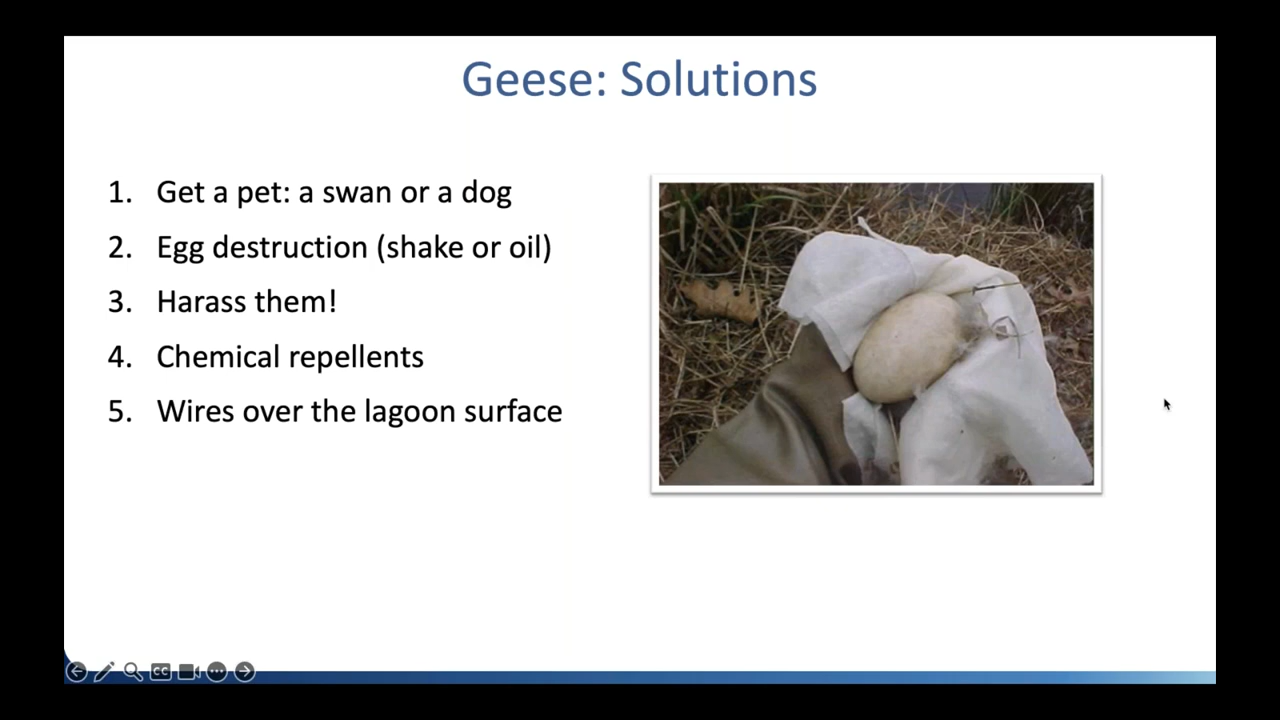 Geese: Solutions
1. Get a pet: a swan or a dog
2. Egg destruction (shake or oil)
3. Harass them!
4. Chemical repellents
5. Wires over the lagoon surface
CC